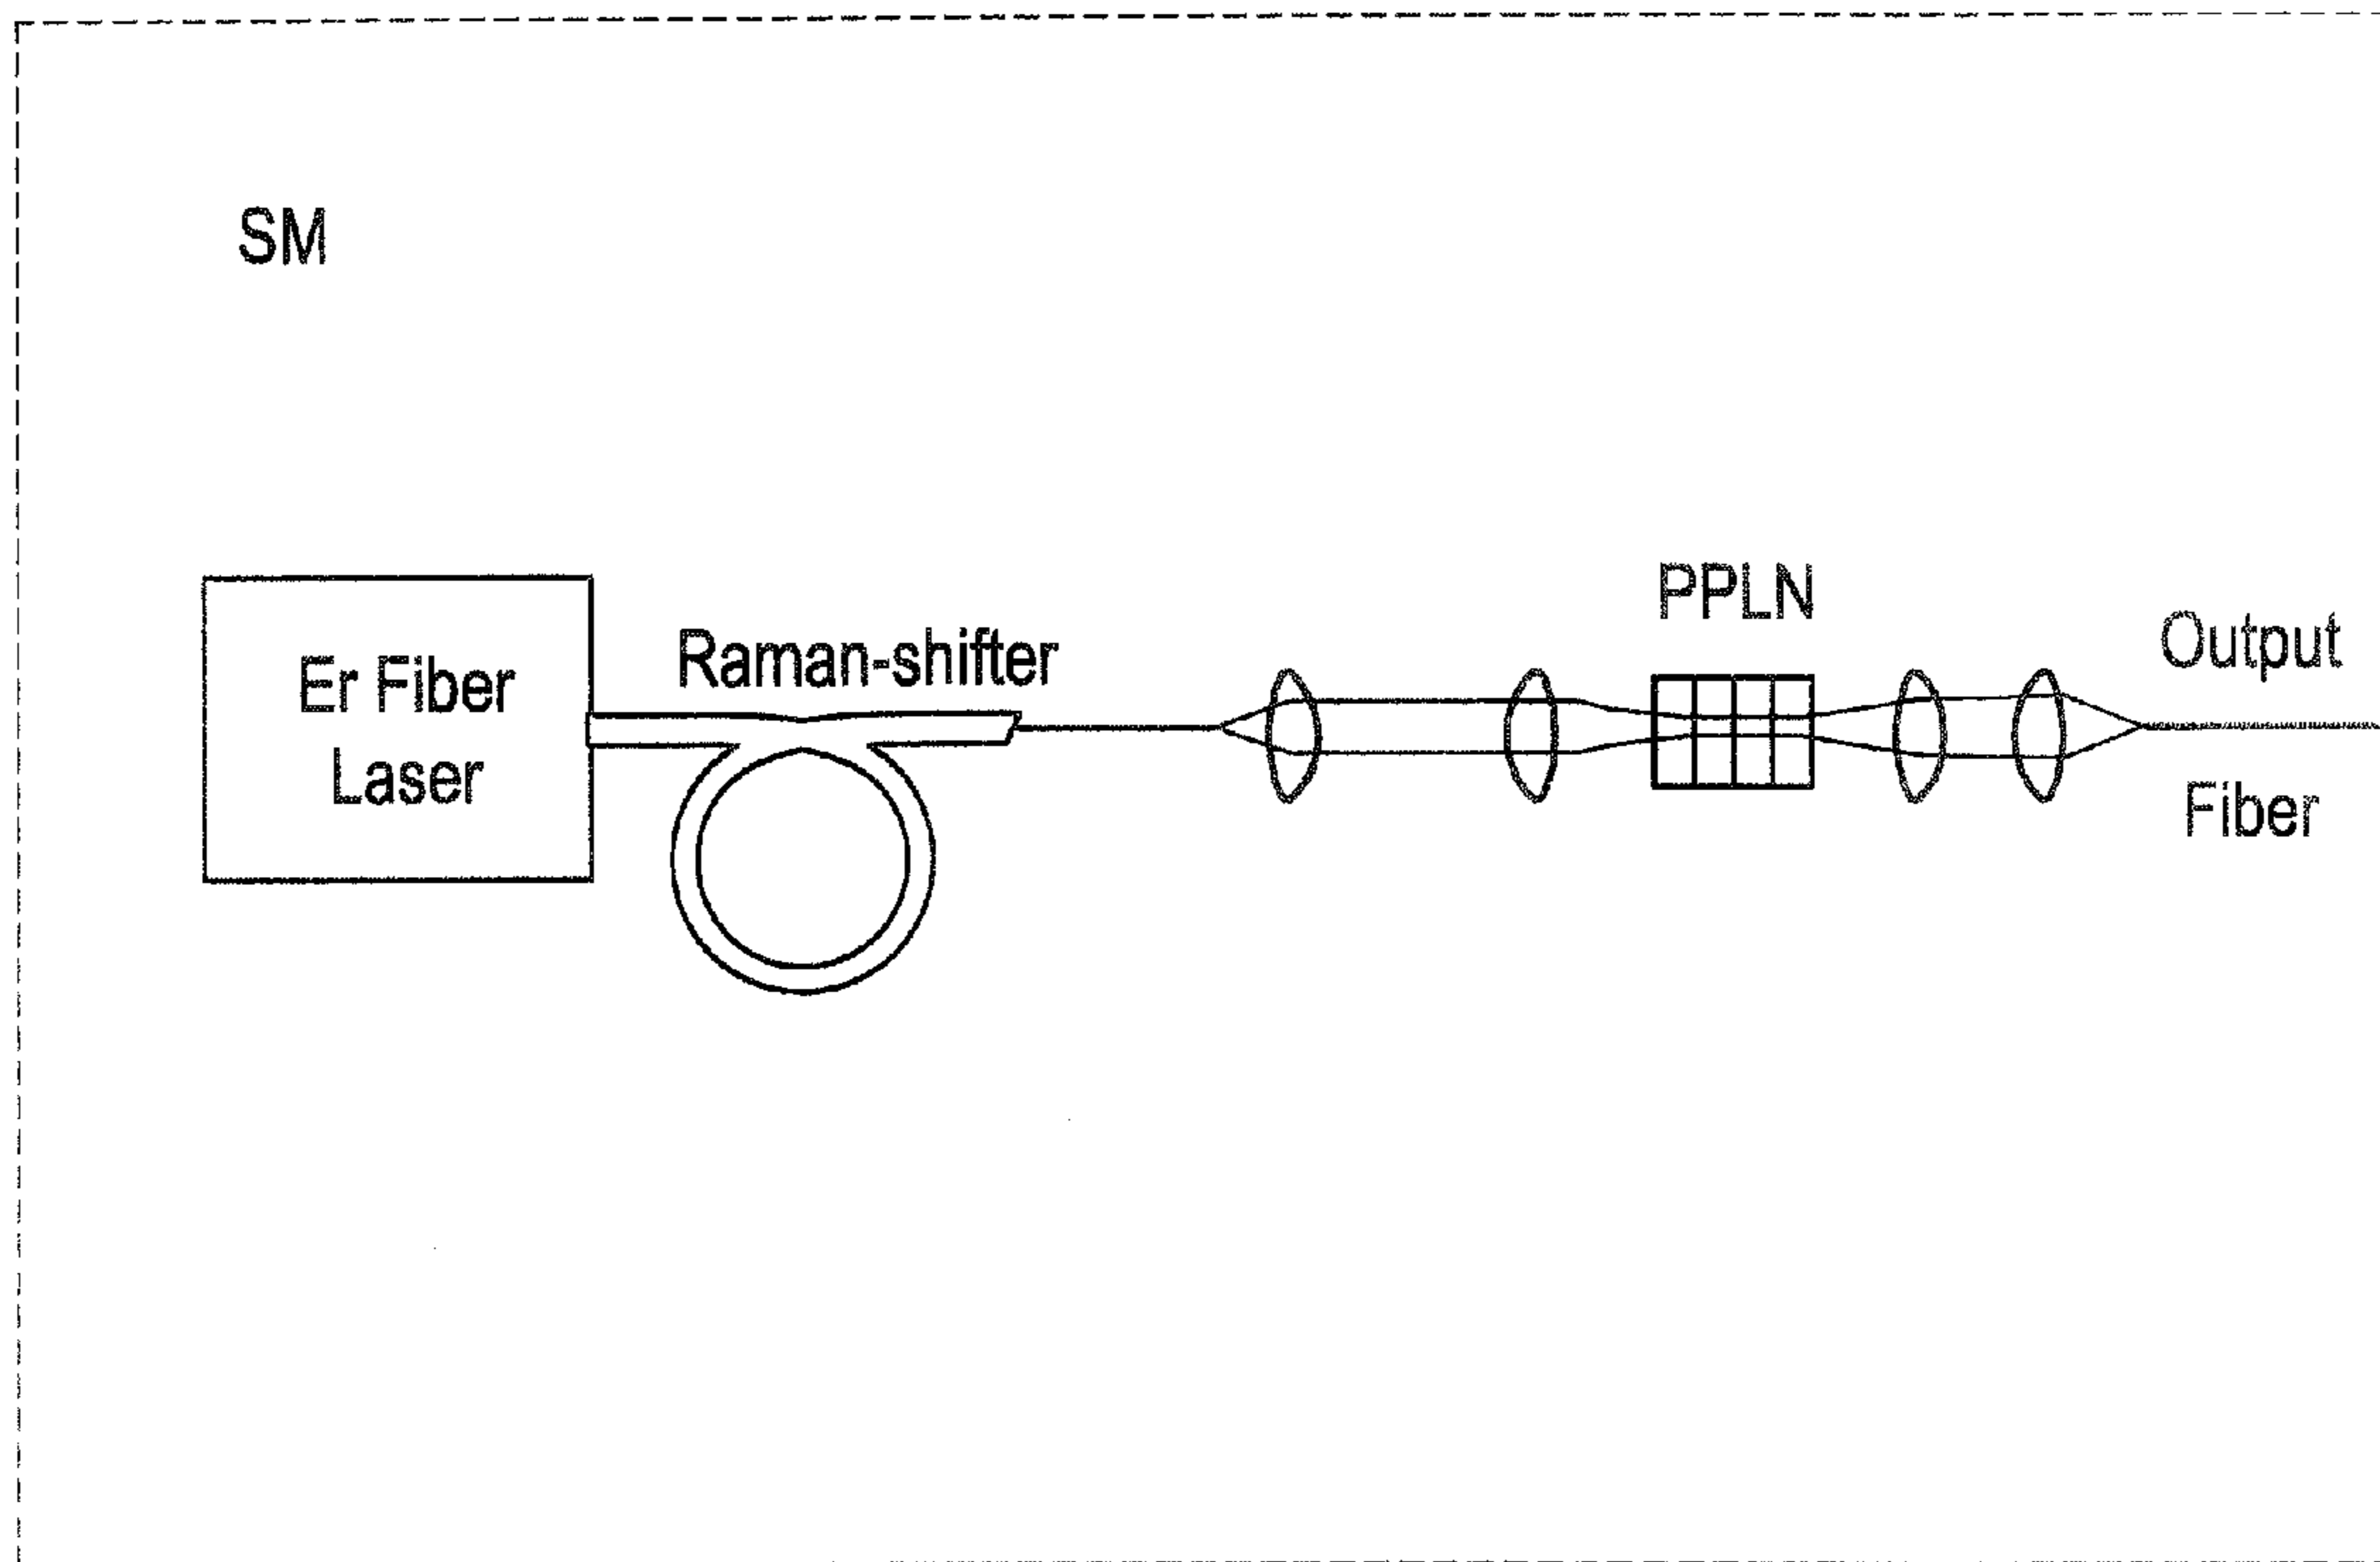 SM
Er Fiber
Laser
Raman-shifter
PPLN
Output
Fiber